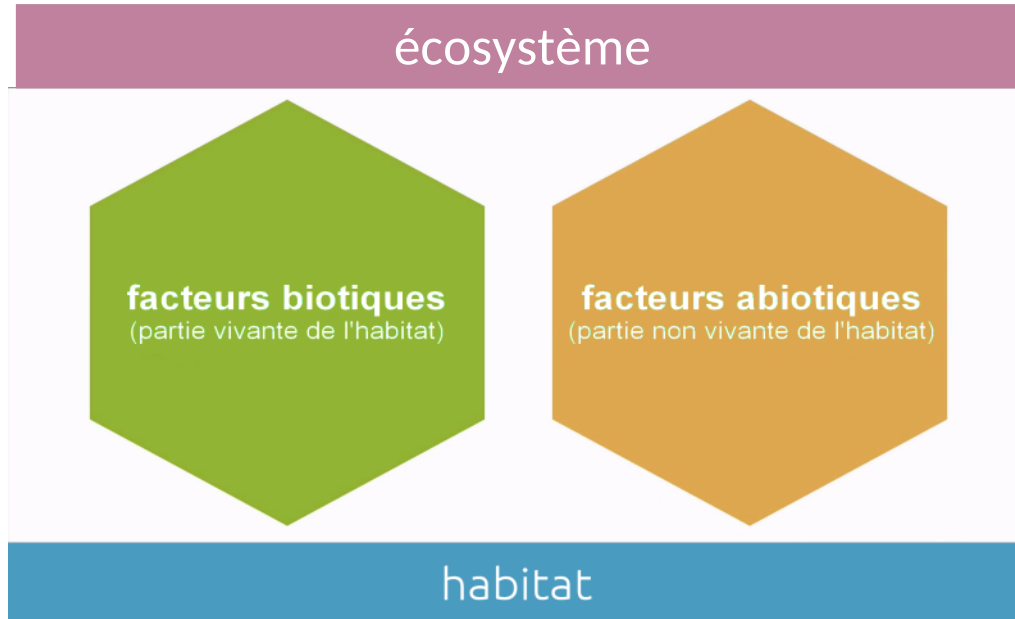 écosystème
facteurs biotiques
(partie vivante de l'habitat)
facteurs abiotiques
(partie non vivante de l'habitat)
habitat